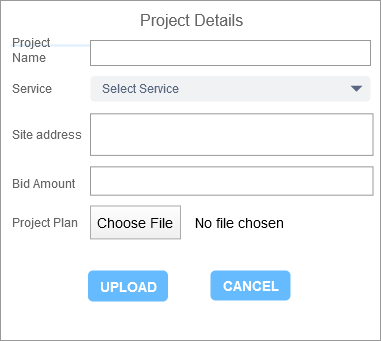 Project Details
Project
Name
Service
Select Service
Site address
Bid Amount
Project Plan
Choose File
No file chosen
UPLOAD
CANCEL